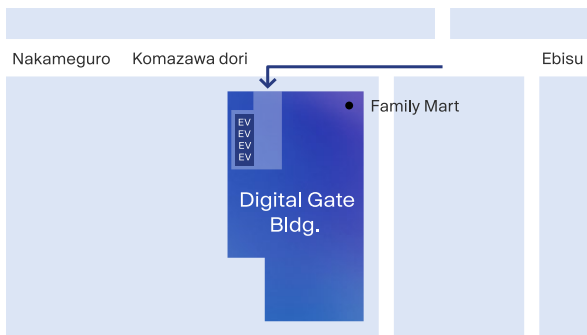 Nakameguro Komazawa dori Ebisu
Family Mart
EV
EV
EV
EV
Digital Gate
Bldg.